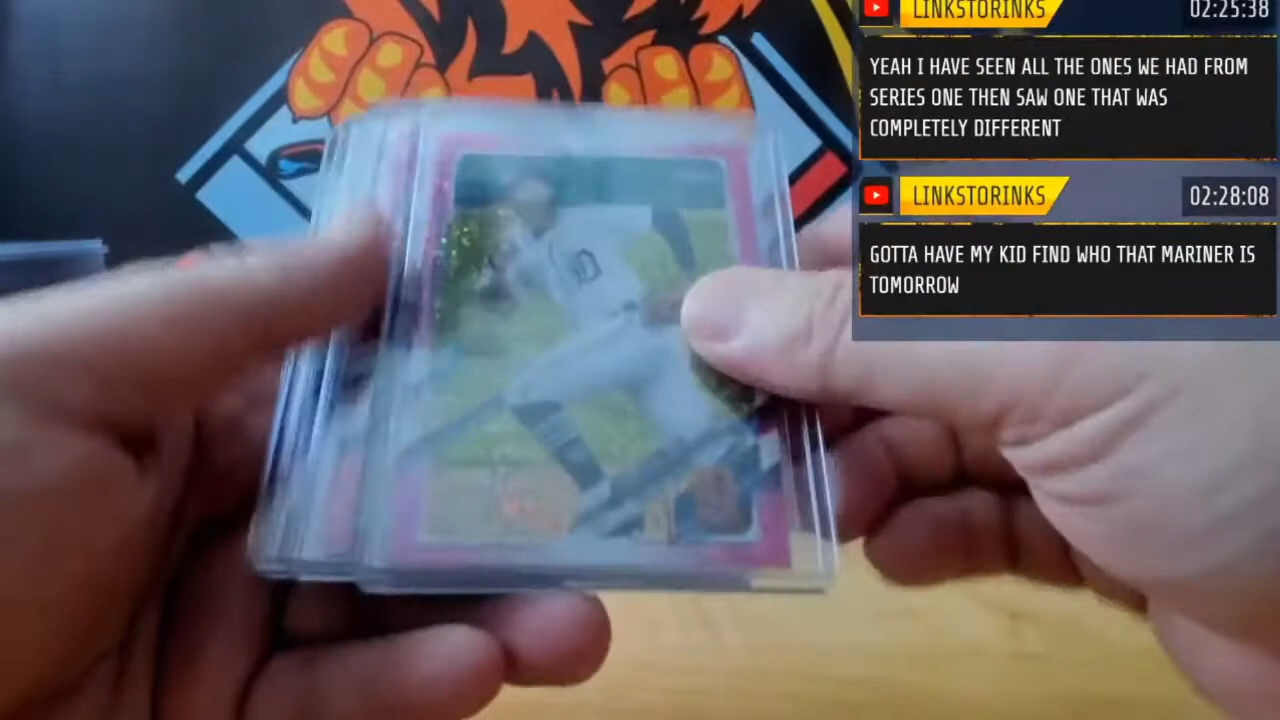 LINKSTORINKS 02:25:38
YEAH I HAVE SEEN ALL THE ONES WE HAD FROM
SERIES ONE THEN SAW ONE THAT WAS
COMPLETELY DIFFERENT
LINKSTORINKS 02:28:08
GOTTA HAVE MY KID FIND WHO THAT MARINER IS
TOMORROW